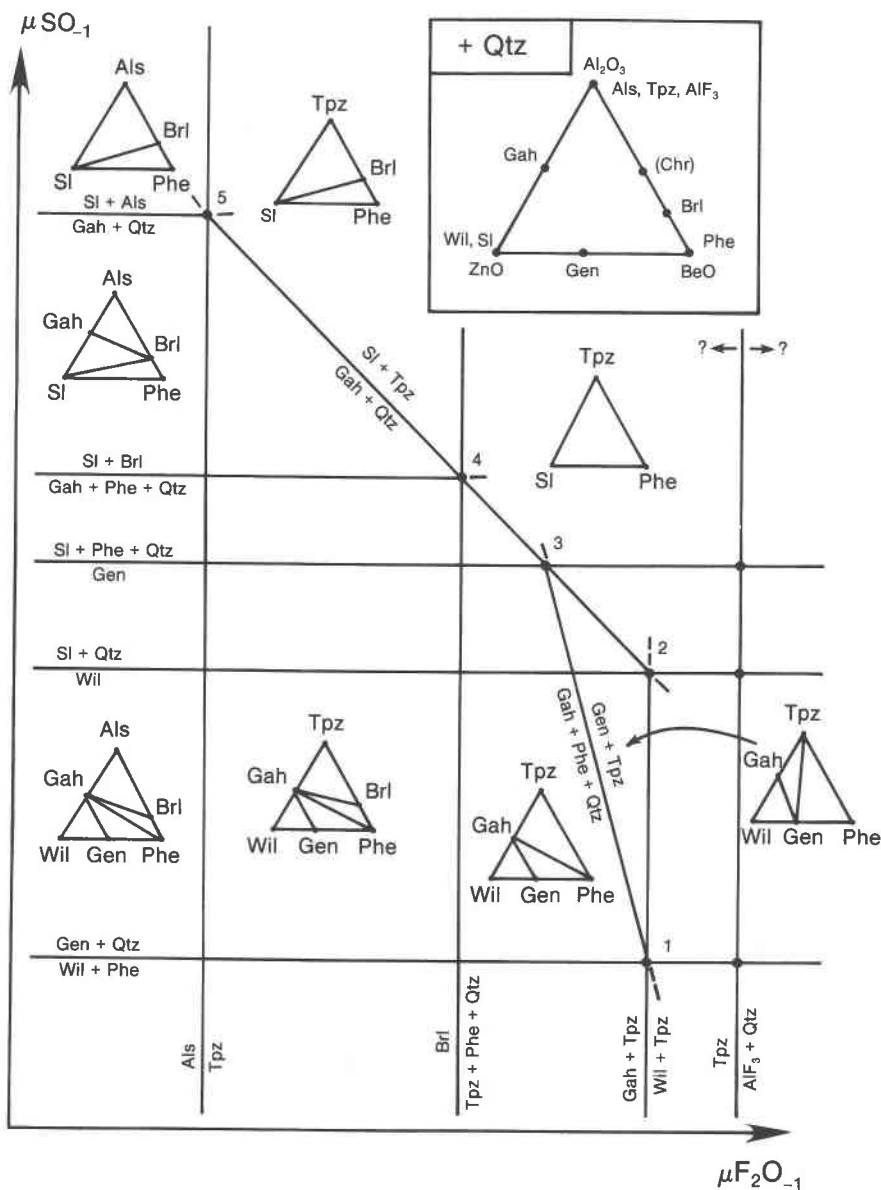 μSO₋₁
+ Qtz
Al₂O₃
Als, Tpz, AlF₃
Gah
(Chr)
Brl
Wil, Sl
Phe
ZnO
Gen
BeO
Als
Brl
Sl
Phe
Tpz
Brl
Sl
Phe
5
Sl + Als
Gah + Qtz
Als
Gah
Brl
Sl
Phe
Sl + Tpz
Gah + Qtz
? ?
Tpz
Sl
Phe
4
Sl + Brl
Gah + Phe + Qtz
3
Sl + Phe + Qtz
Gen
2
Sl + Qtz
Wil
Gen + Tpz
Gah + Phe + Qtz
Als
Gah
Brl
Wil Gen Phe
Tpz
Gah
Brl
Wil Gen Phe
Tpz
Gah
Wil Gen Phe
Tpz
Gah
Wil Gen Phe
1
Gen + Qtz
Wil + Phe
Als
Tpz
Brl
Tpz + Phe + Qtz
Gah + Tpz
Wil + Tpz
Tpz
AlF₃ + Qtz
μF₂O₋₁